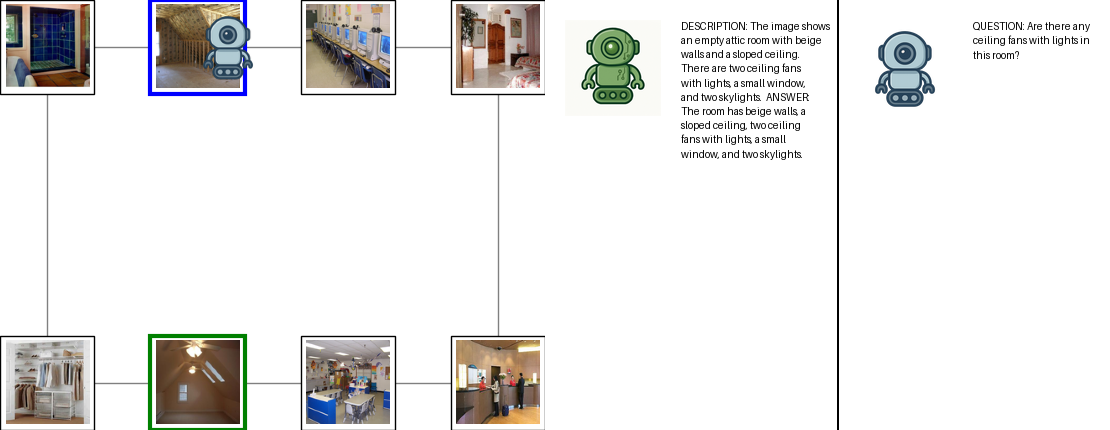 DESCRIPTION: The image shows
an empty attic room with beige
walls and a sloped ceiling.
There are two ceiling fans
with lights, a small window,
and two skylights. ANSWER:
The room has beige walls, a
sloped ceiling, two ceiling
fans with lights, a small
window, and two skylights.
QUESTION: Are there any
ceiling fans with lights in
this room?